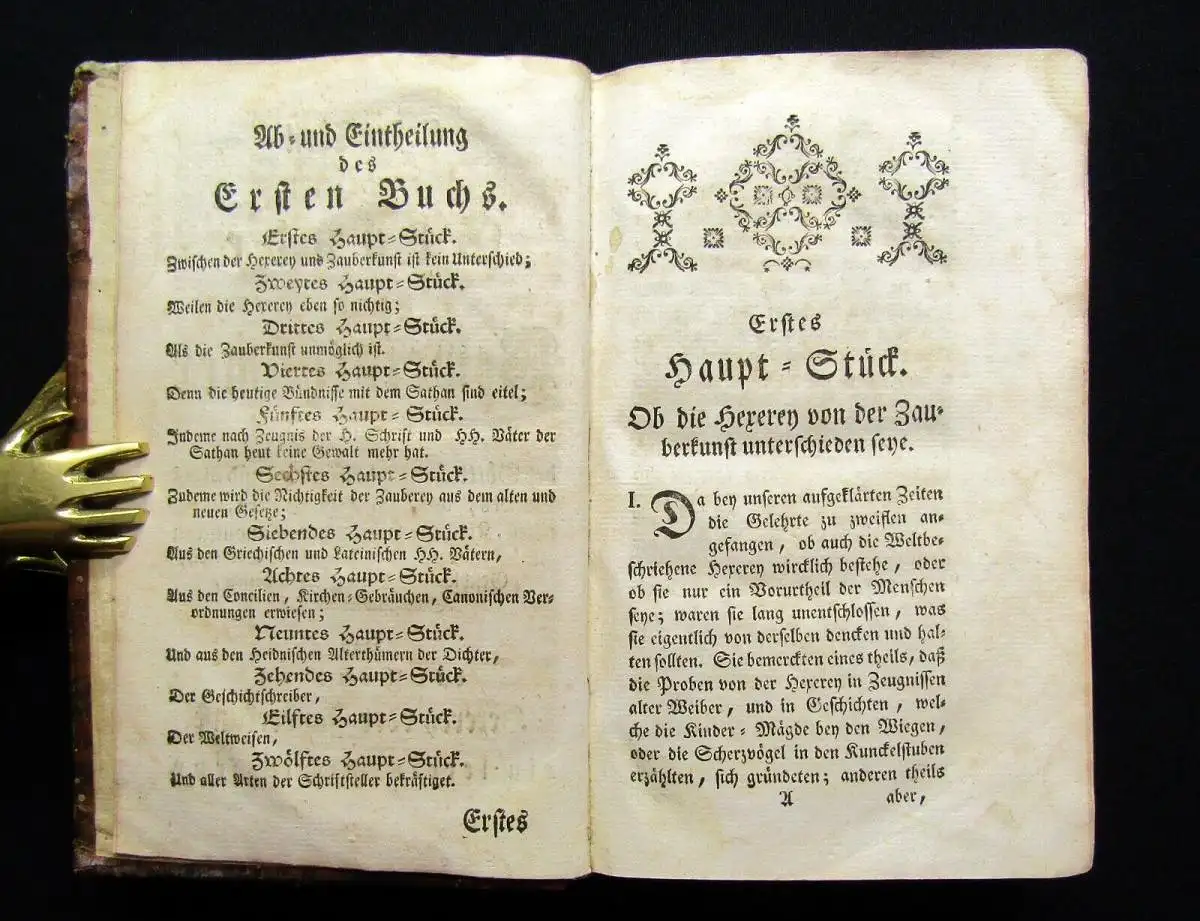 Ab-und Eintheilung
des
Ersten Buchs.
Erstes Haupt-Stück.
Zwischen der Hexerey und Zauberkunst ist kein Unterschied;
Zweytes Haupt-Stück.
Weilen die Hexerey eben so nichtig;
Drittes Haupt-Stück.
Als die Zauberkunst unmöglich ist.
Viertes Haupt-Stück.
Denn die heutige Bündnisse mit dem Sathan sind eitel;
Fünftes Haupt-Stück.
Indeme nach Zeugnis der H. Schrift und HH. Väter der
Sathan heut keine Gewalt mehr hat.
Sechstes Haupt-Stück.
Zudeme wird die Nichtigkeit der Zauberey aus dem alten und
neuen Gesetze;
Siebendes Haupt-Stück.
Aus den Griechischen und Lateinischen HH. Vätern,
Achtes Haupt-Stück.
Aus den Concilien, Kirchen-Gebräuchen, Canonischen Ver-
ordnungen erwiesen;
Neuntes Haupt-Stück.
Und aus den Heidnischen Alterthümern der Dichter,
Zehendes Haupt-Stück.
Der Geschichtschreiber,
Eilftes Haupt-Stück.
Der Weltweisen,
Zwölftes Haupt-Stück.
Und aller Arten der Schriftsteller bekräftiget.
Erstes
Erstes
Haupt-Stück.
Ob die Hexerey von der Zau-
berkunst unterschieden seye.
I. Da bey unseren aufgeklärten Zeiten
die Gelehrte zu zweiflen an-
gefangen, ob auch die Weltbe-
schriehene Hexerey wircklich bestehe, oder
ob sie nur ein Vorurtheil der Menschen
seye; waren sie lang unentschlossen, was
sie eigentlich von derselben dencken und hal-
ten sollten. Sie bemerckten eines theils, daß
die Proben von der Hexerey in Zeugnissen
alter Weiber, und in Geschichten, wel-
che die Kinder-Mägde bey den Wiegen,
oder die Scherzvögel in den Kunckelstuben
erzählten, sich gründeten; anderen theils
A aber,